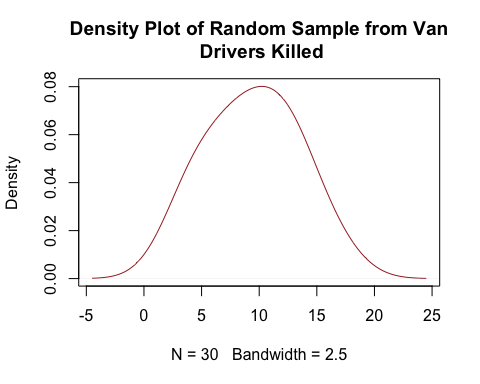 Density Plot of Random Sample from Van
Drivers Killed
Density
0.08
0.06
0.04
0.02
0.00
-5 0 5 10 15 20 25
N = 30 Bandwidth = 2.5